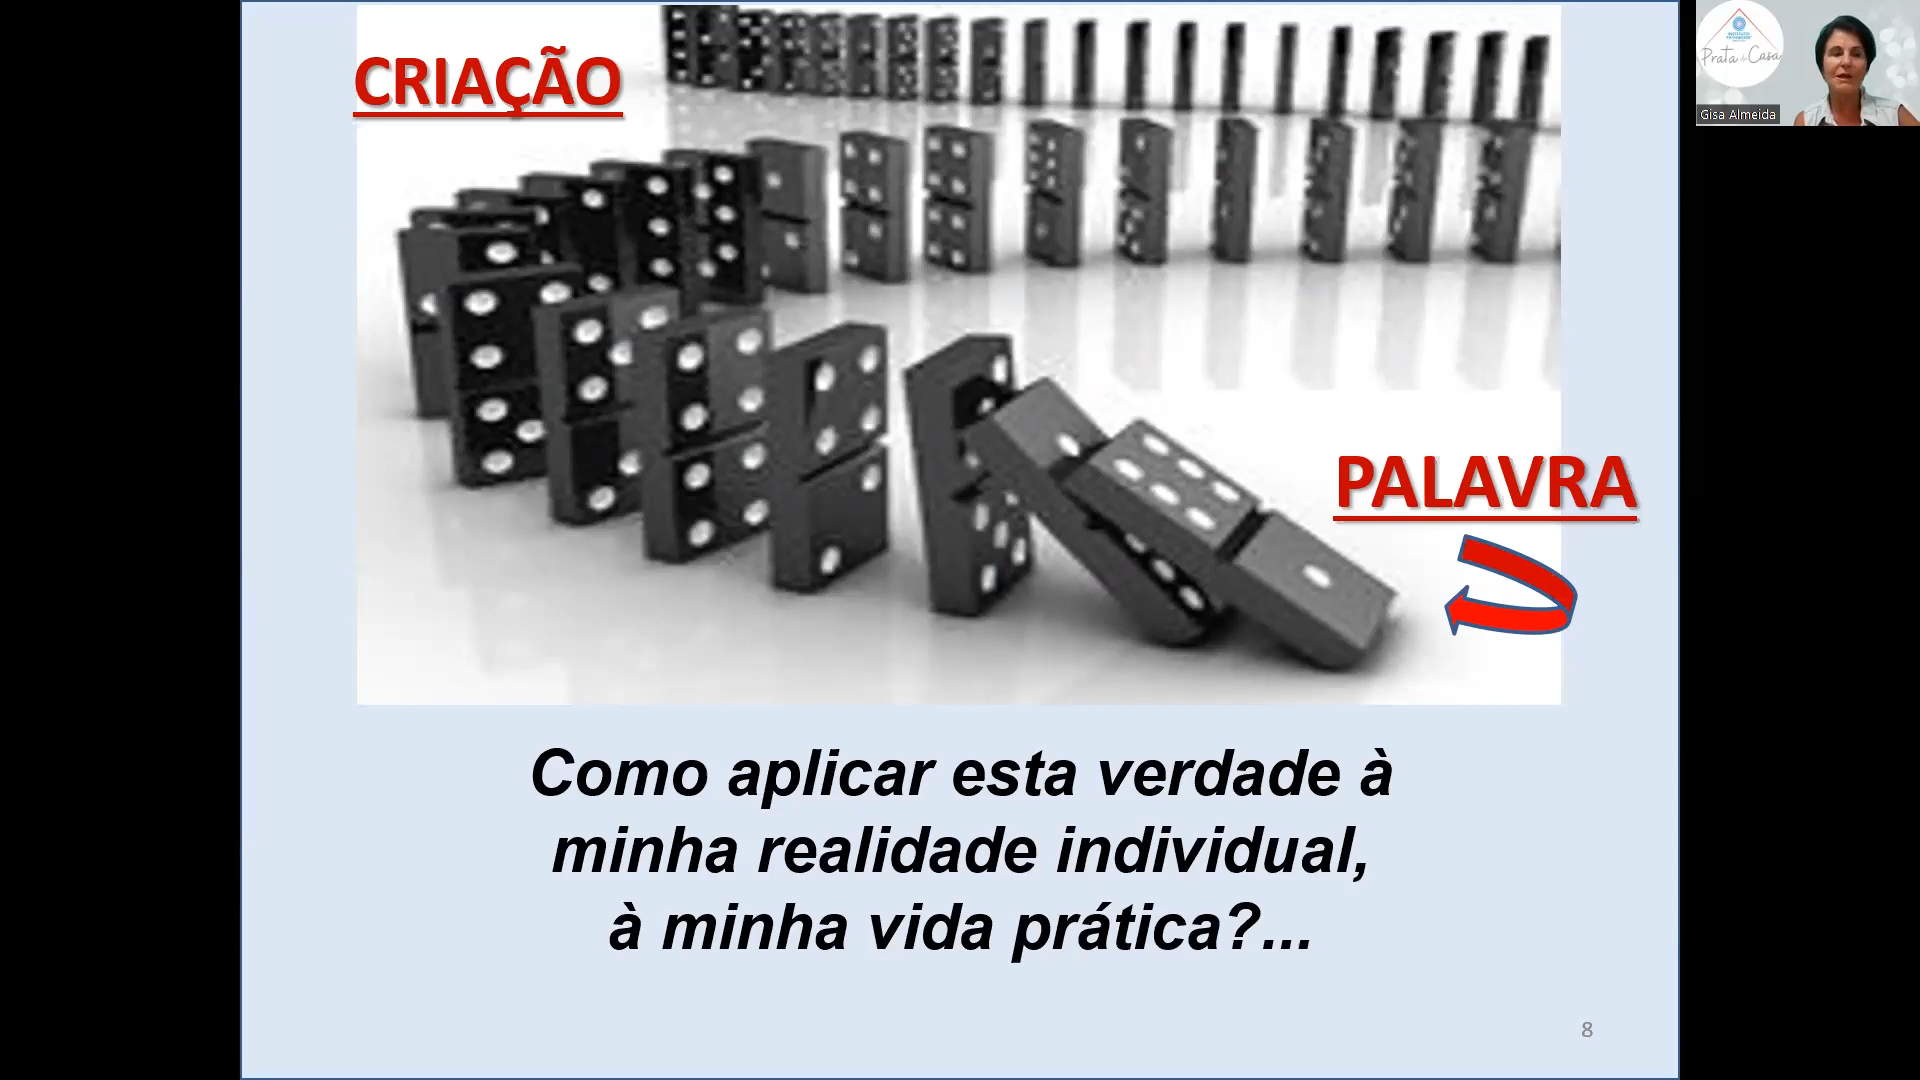 CRIAÇÃO
PALAVRA
Como aplicar esta verdade à
minha realidade individual,
à minha vida prática?...
8
Prata da Casa
Gisa Almeida